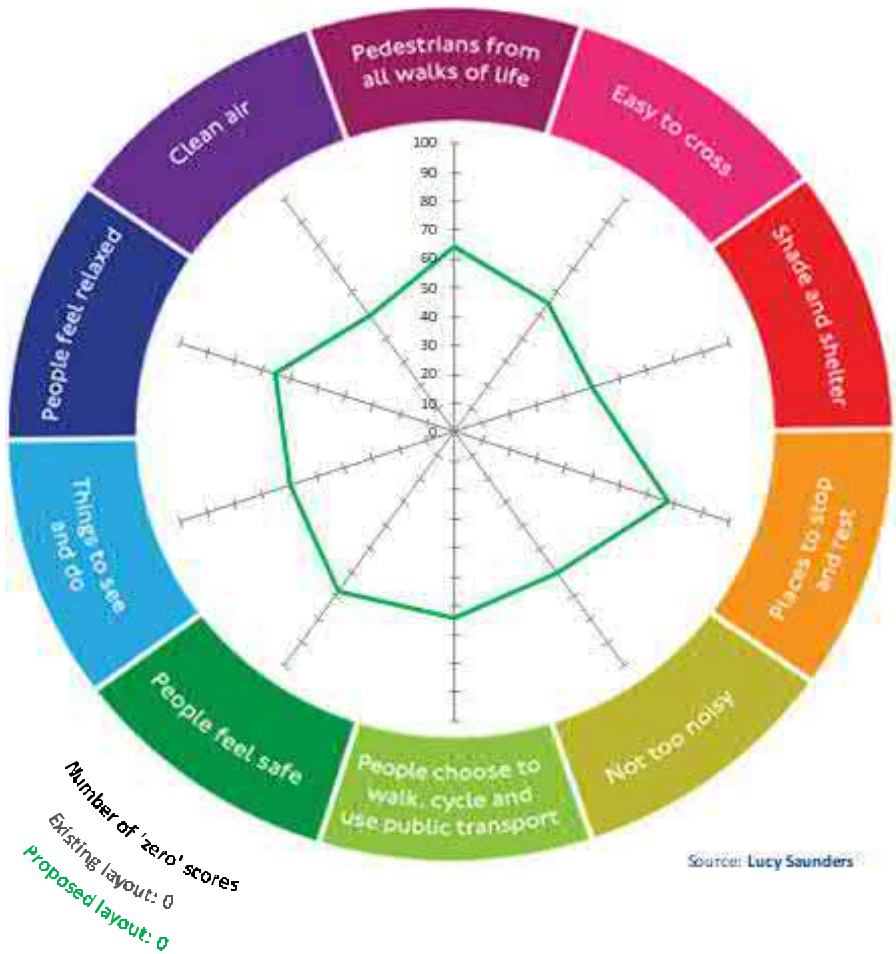 Pedestrians from
all walks of life
Easy to cross
Shade and shelter
Places to stop
and rest
Not too noisy
People choose to
walk, cycle and
use public transport
People feel safe
Things to see
and do
People feel relaxed
Clean air
100
90
80
70
60
50
40
30
20
10
0
Number of 'zero' scores
Existing layout: 0
Proposed layout: 0
Source: Lucy Saunders